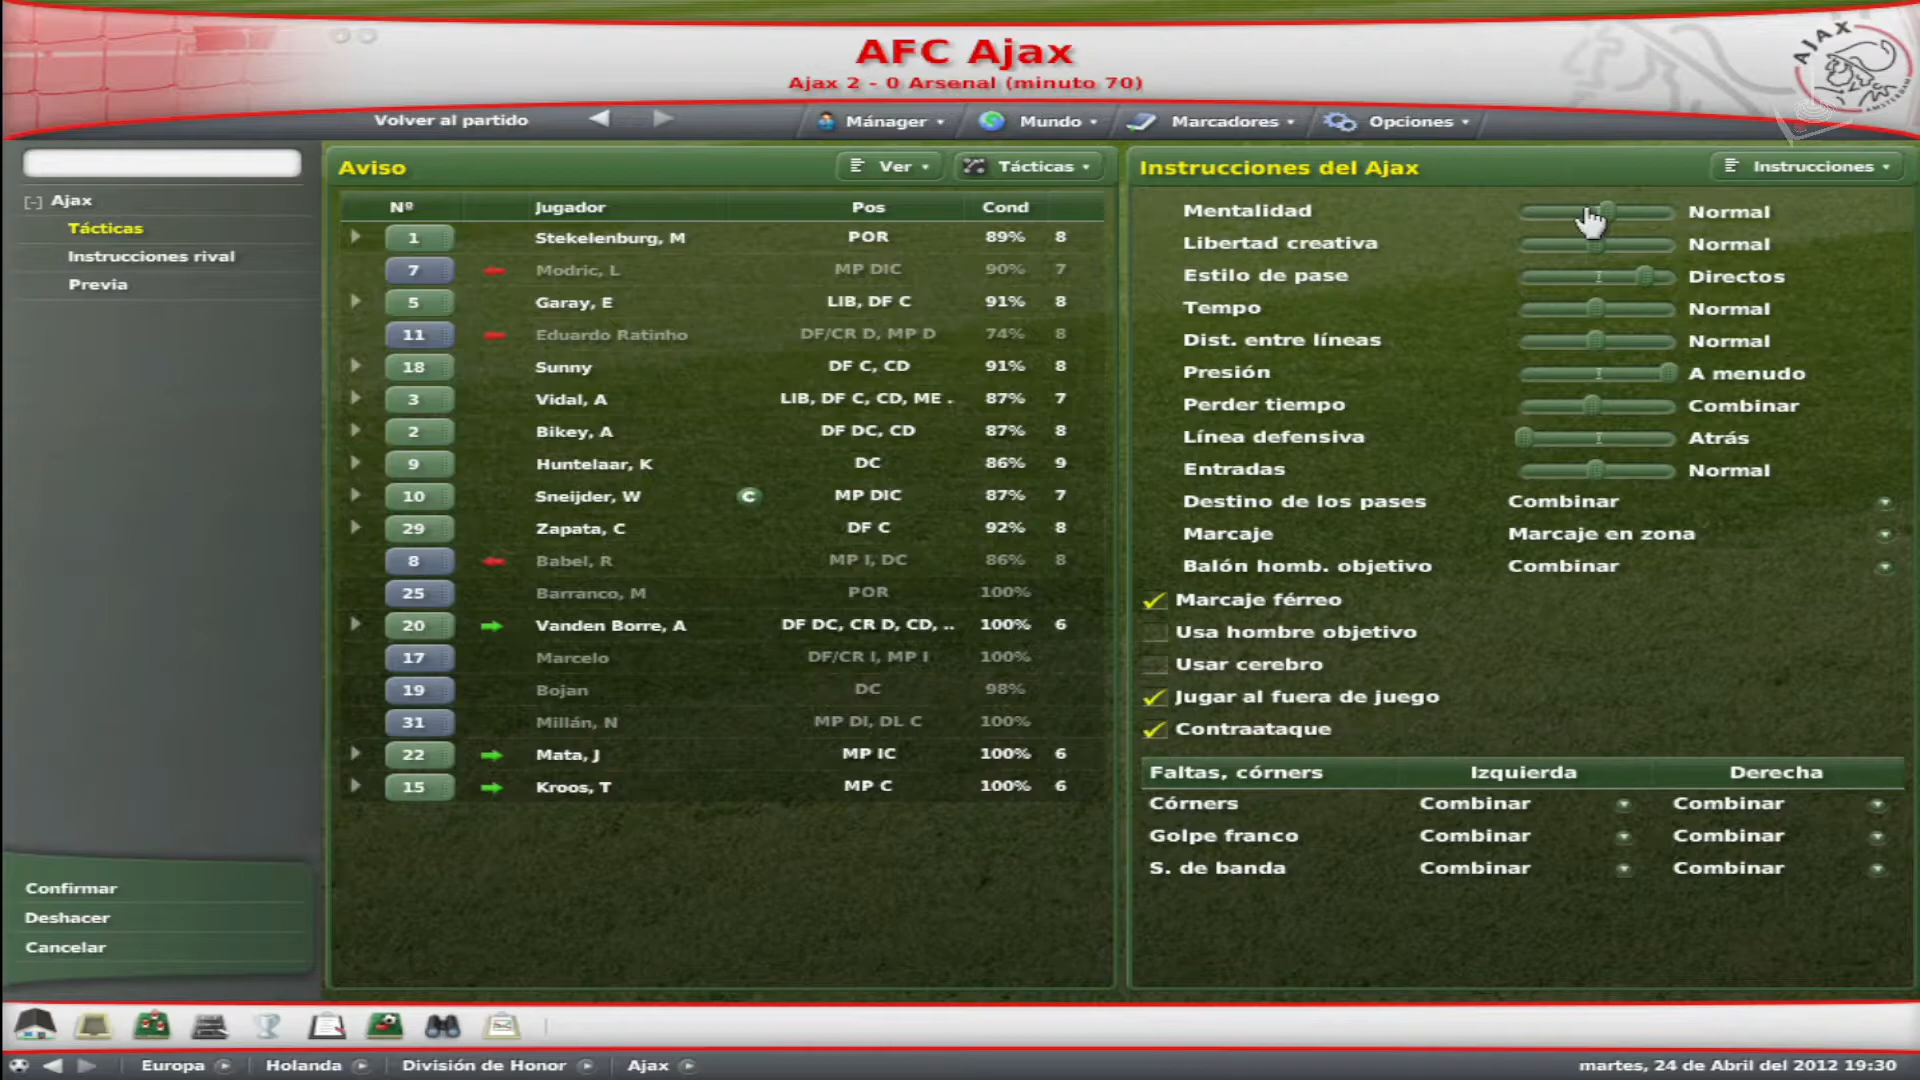 AFC Ajax
Ajax 2 - 0 Arsenal (minuto 70)
AJAX
AMSTERDAM
Volver al partido
Mánager
Mundo
Marcadores
Opciones
[-] Ajax
Tácticas
Instrucciones rival
Previa
Confirmar
Deshacer
Cancelar
Aviso Ver Tácticas
Nº Jugador Pos Cond
1 Stekelenburg, M POR 89% 8
7 Modric, L MP DIC 90% 7
5 Garay, E LIB, DF C 91% 8
11 Eduardo Ratinho DF/CR D, MP D 74% 8
18 Sunny DF C, CD 91% 8
3 Vidal, A LIB, DF C, CD, ME . 87% 7
2 Bikey, A DF DC, CD 87% 8
9 Huntelaar, K DC 86% 9
10 Sneijder, W C MP DIC 87% 7
29 Zapata, C DF C 92% 8
8 Babel, R MP I, DC 86% 8
25 Barranco, M POR 100%
20 Vanden Borre, A DF DC, CR D, CD, .. 100% 6
17 Marcelo DF/CR I, MP I 100%
19 Bojan DC 98%
31 Millán, N MP DI, DL C 100%
22 Mata, J MP IC 100% 6
15 Kroos, T MP C 100% 6
Instrucciones del Ajax Instrucciones
Mentalidad Normal
Libertad creativa Normal
Estilo de pase Directos
Tempo Normal
Dist. entre líneas Normal
Presión A menudo
Perder tiempo Combinar
Línea defensiva Atrás
Entradas Normal
Destino de los pases Combinar
Marcaje Marcaje en zona
Balón homb. objetivo Combinar
Marcaje férreo
Usa hombre objetivo
Usar cerebro
Jugar al fuera de juego
Contraataque
Faltas, córners Izquierda Derecha
Córners Combinar Combinar
Golpe franco Combinar Combinar
S. de banda Combinar Combinar
Europa Holanda División de Honor Ajax martes, 24 de Abril del 2012 19:30